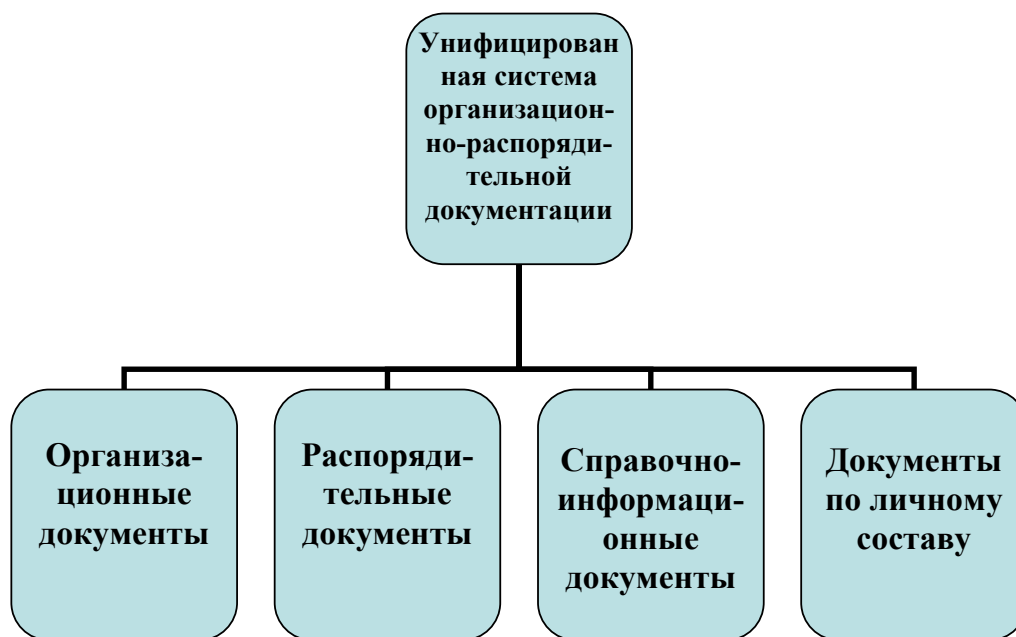 Унифицирован
ная система
организацион-
но-распоряди-
тельной
документации
Организа-
ционные
документы
Распоряди-
тельные
документы
Справочно-
информаци-
онные
документы
Документы
по личному
составу